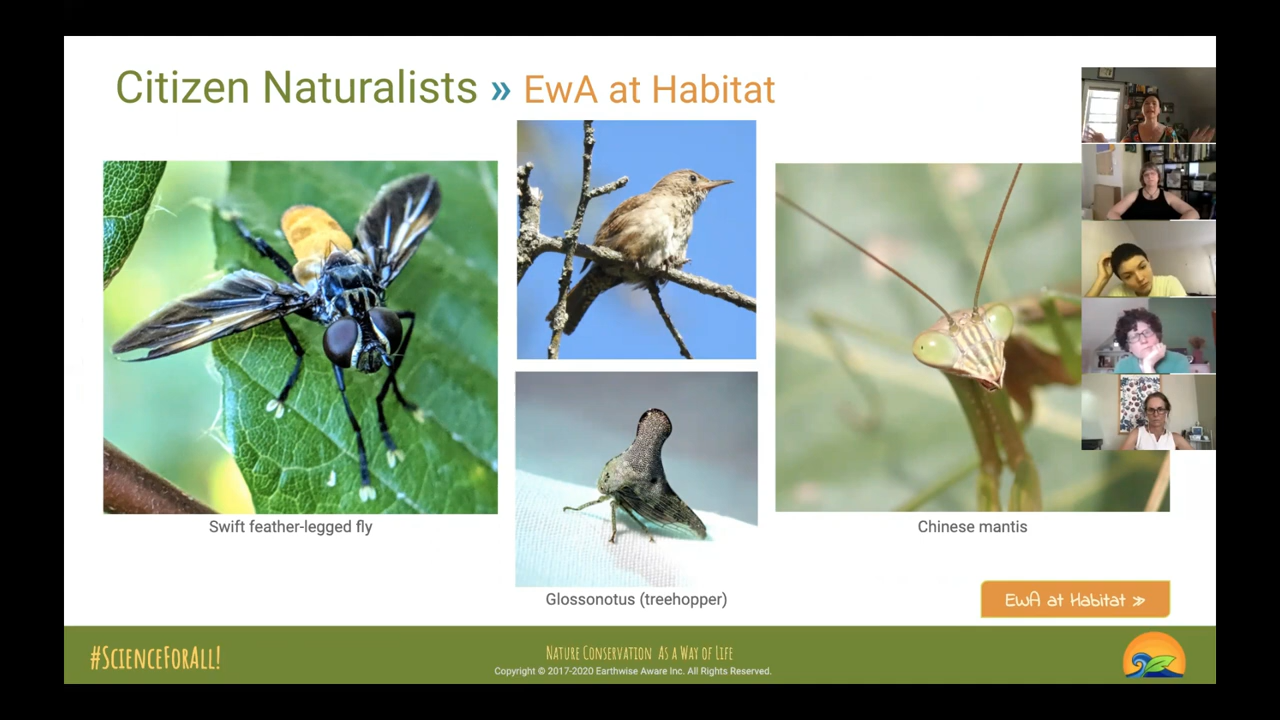 Citizen Naturalists » EwA at Habitat
Swift feather-legged fly
Chinese mantis
Glossonotus (treehopper)
EwA at Habitat »
#ScienceForAll!
Nature Conservation As a Way of Life
Copyright © 2017-2020 Earthwise Aware Inc. All Rights Reserved.